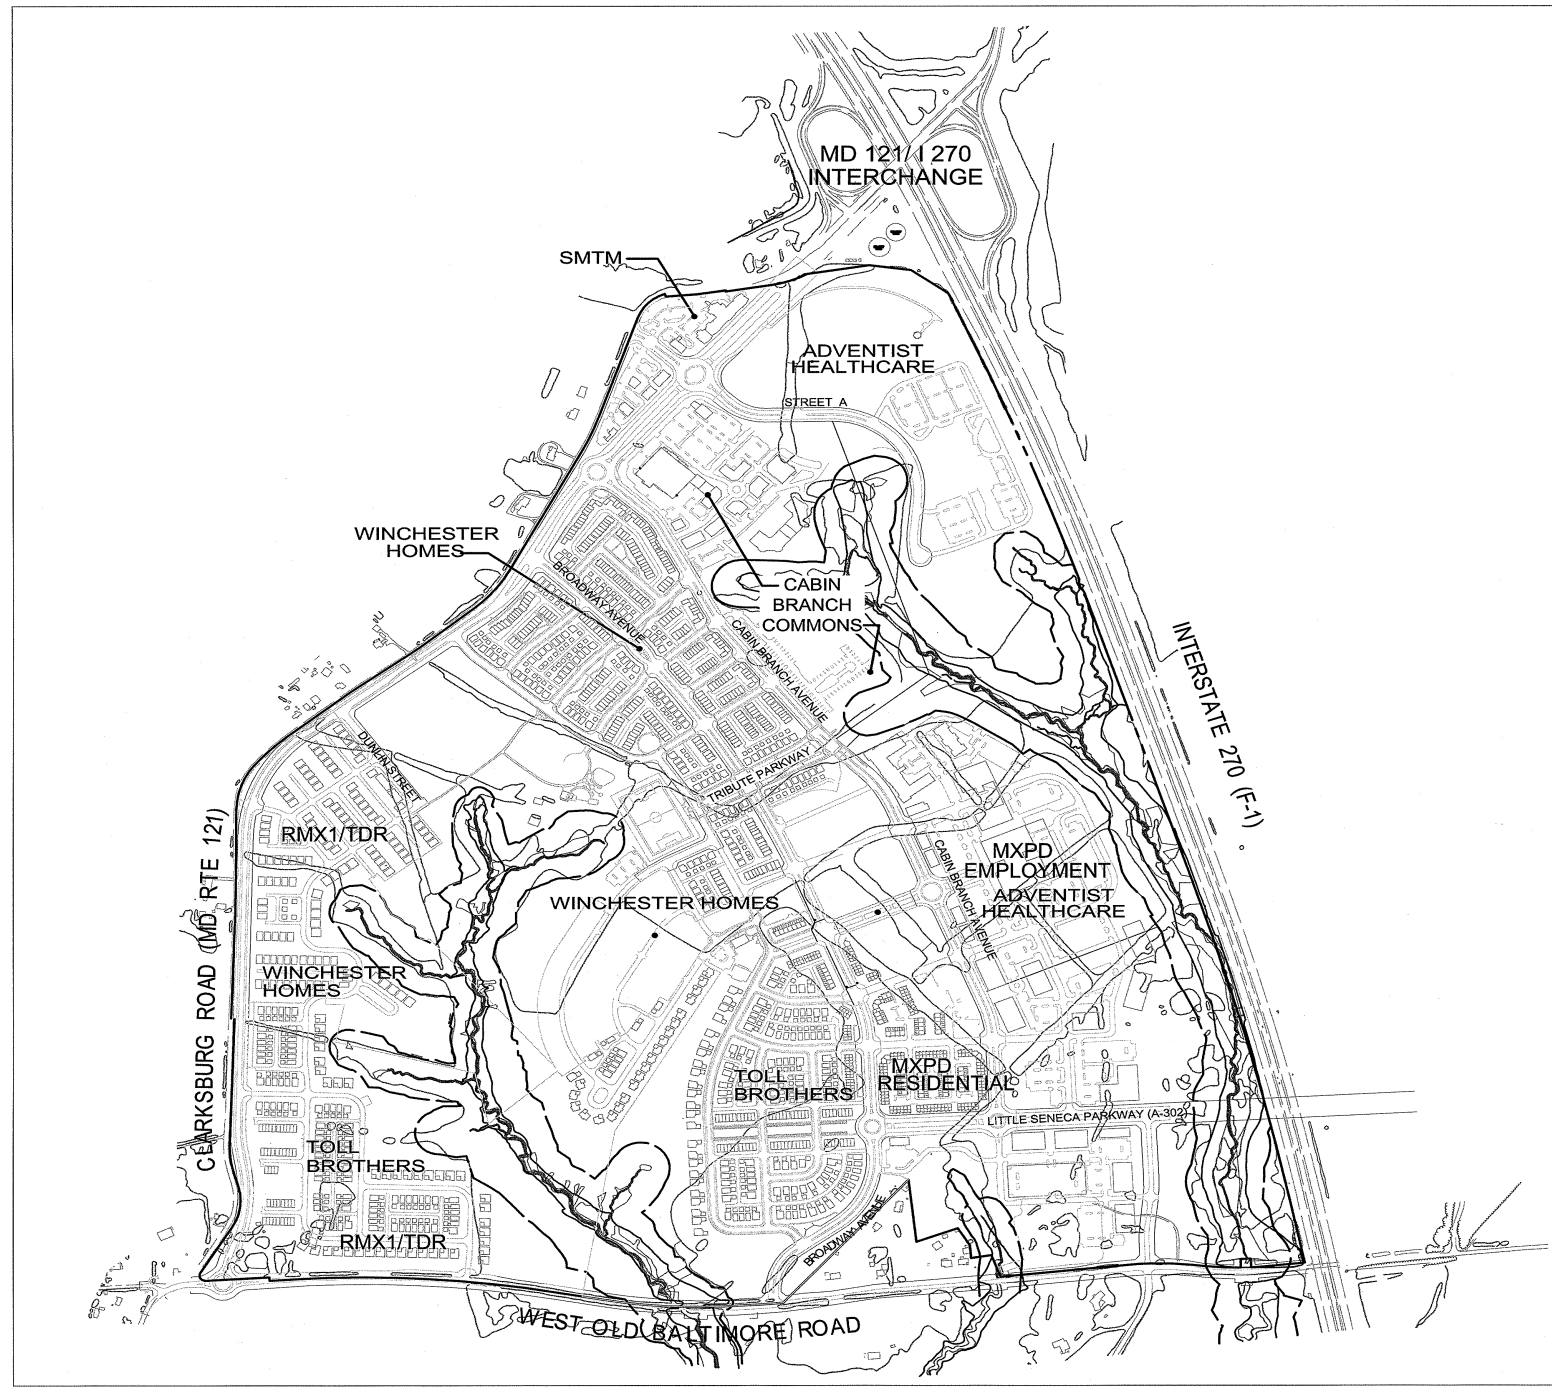 MD 121/ I 270
INTERCHANGE
SMTM
ADVENTIST
HEALTHCARE
STREET A
WINCHESTER
HOMES
BROADWAY AVENUE
CABIN
BRANCH
COMMONS
CABIN BRANCH AVENUE
INTERSTATE 270 (F-1)
DUNLIN STREET
TRIBUTE PARKWAY
RMX1/TDR
CLARKSBURG ROAD (MD RTE 121)
MXPD
EMPLOYMENT
ADVENTIST
HEALTHCARE
CABIN BRANCH AVENUE
WINCHESTER HOMES
WINCHESTER
HOMES
TOLL
BROTHERS
MXPD
RESIDENTIAL
LITTLE SENECA PARKWAY (A-302)
TOLL
BROTHERS
RMX1/TDR
BROADWAY AVENUE
WEST OLD BALTIMORE ROAD